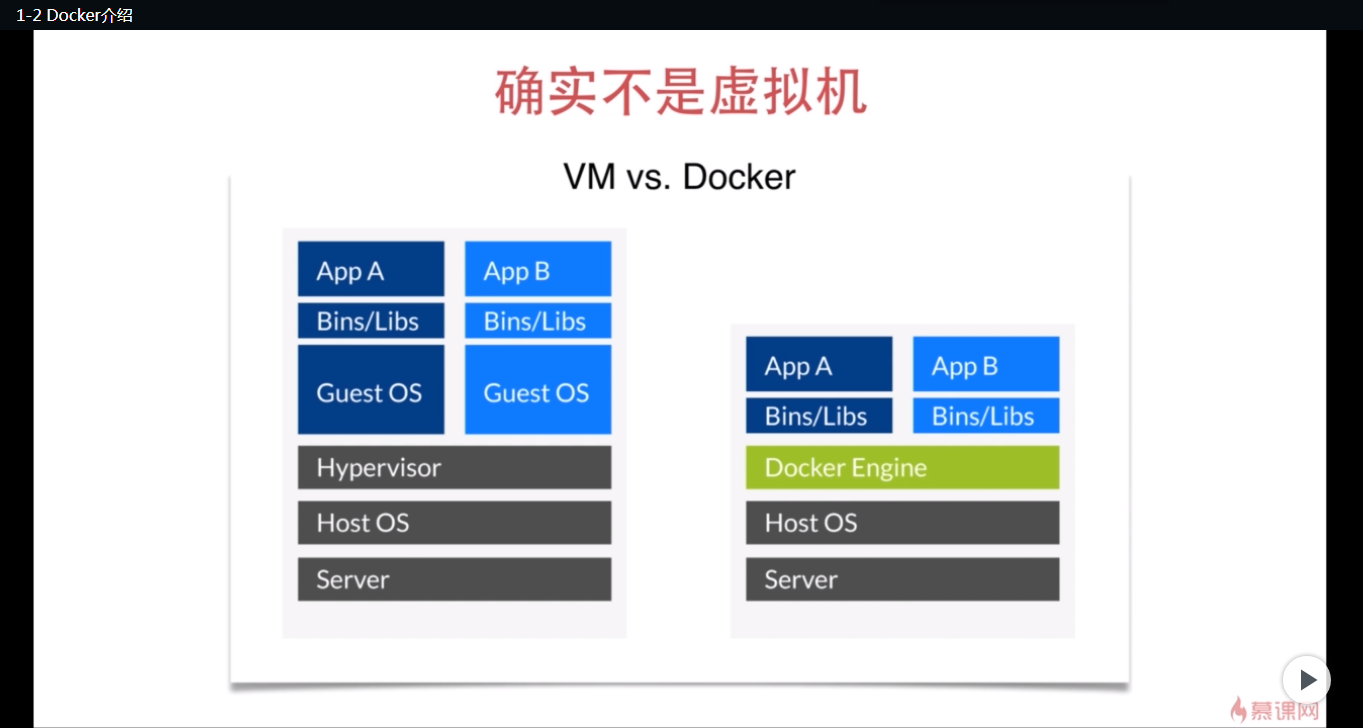 1-2 Docker介绍
确实不是虚拟机
VM vs. Docker
App A
App B
Bins/Libs
Bins/Libs
Guest OS
Guest OS
Hypervisor
Host OS
Server
App A
App B
Bins/Libs
Bins/Libs
Docker Engine
Host OS
Server
慕课网